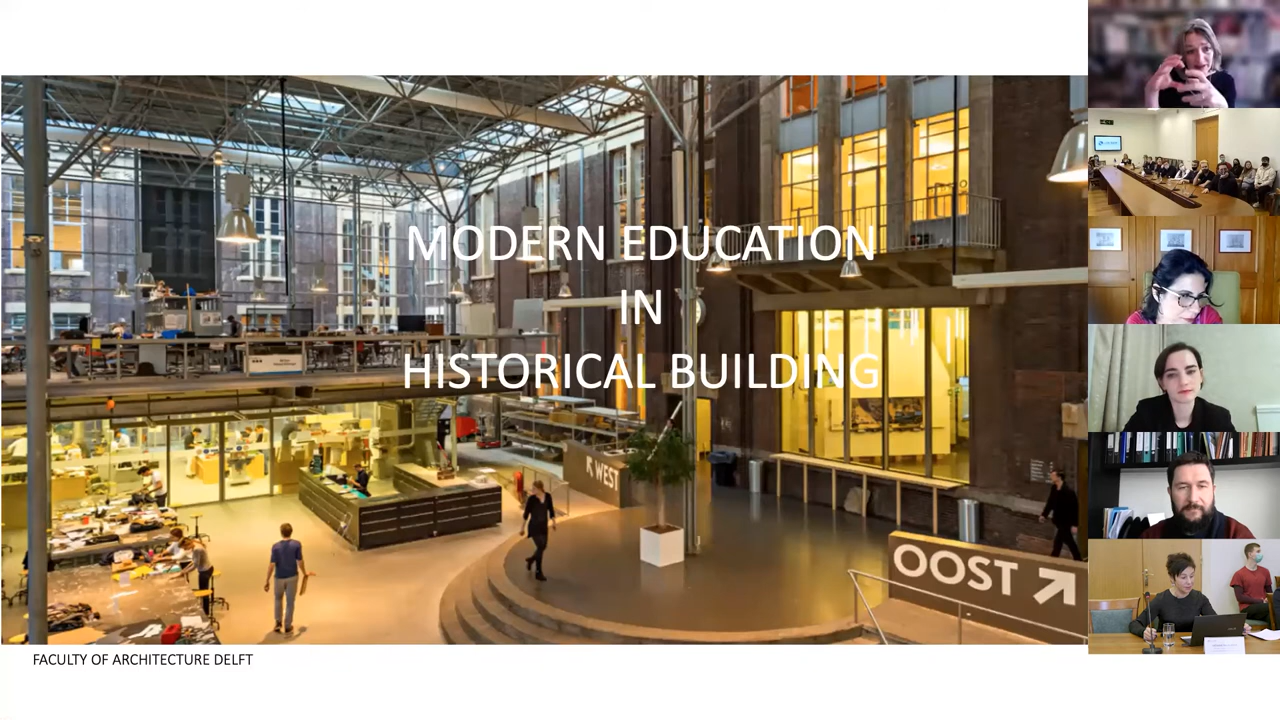 MODERN EDUCATION
IN
HISTORICAL BUILDING
WEST
OOST
FACULTY OF ARCHITECTURE DELFT